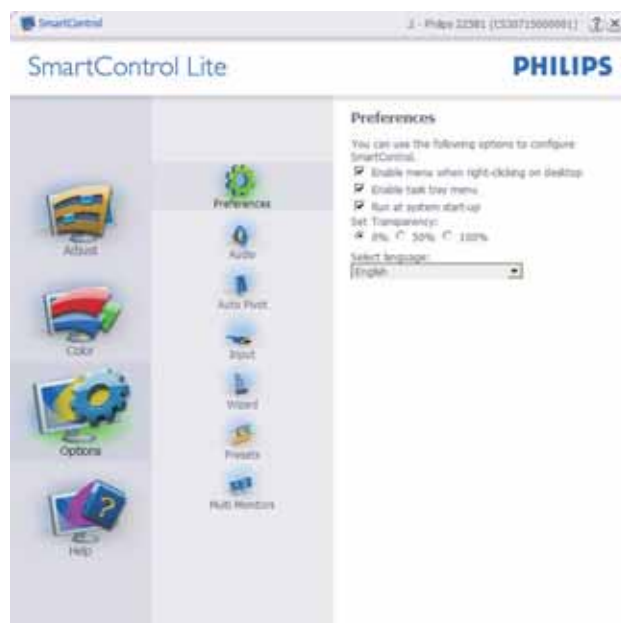 SmartControl
SmartControl Lite
PHILIPS
Adjust
Color
Options
Help
Preferences
Audio
Auto Pivot
Input
Wizard
Presets
Multi Monitors
Preferences
You can use the following options to configure
SmartControl.
Enable menu when right-clicking on desktop
Enable task tray menu
Run at system start-up
Set Transparency:
0% 50% 100%
Select language:
English